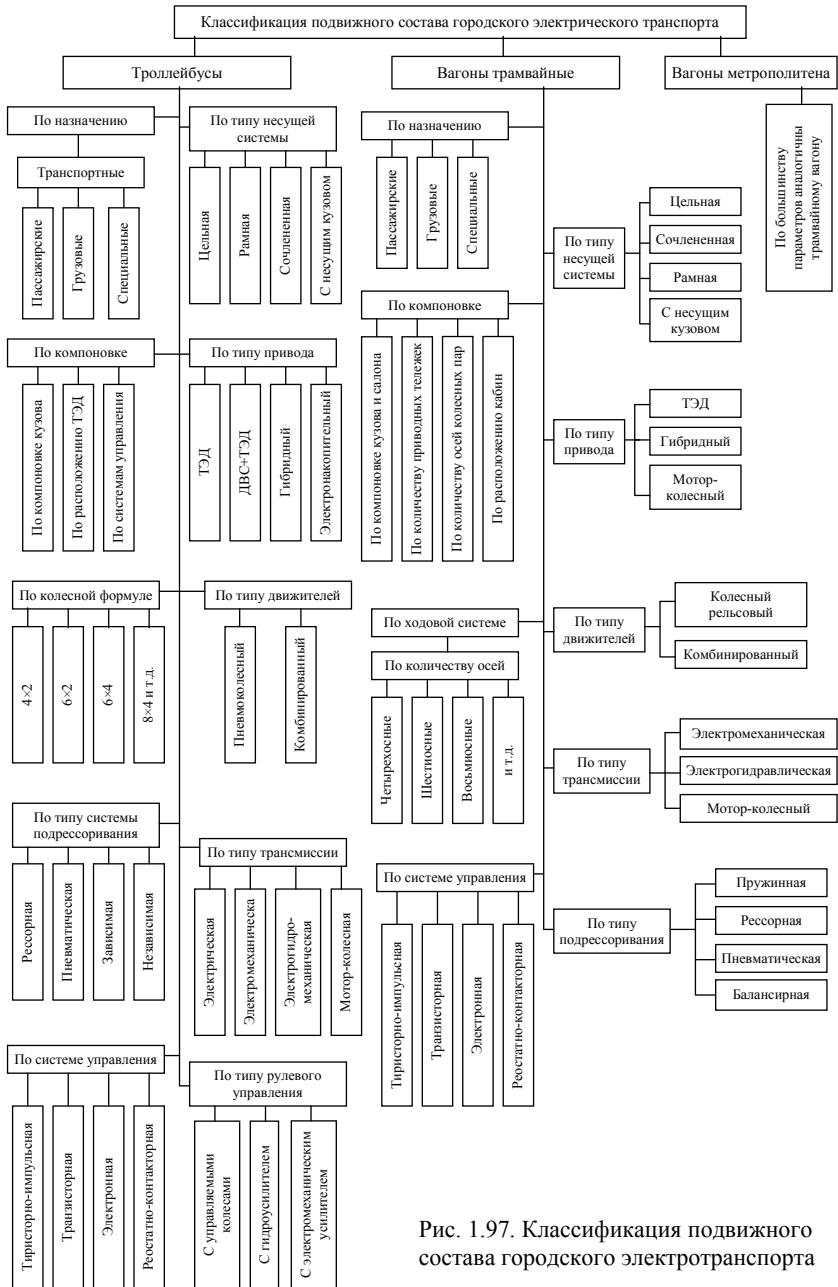 Классификация подвижного состава городского электрического транспорта
Троллейбусы
По назначению
Транспортные
Пассажирские
Грузовые
Специальные
По типу несущей
системы
Цельная
Рамная
Сочлененная
С несущим кузовом
По компоновке
По компоновке кузова
По расположению ТЭД
По системам управления
По типу привода
ТЭД
ДВС+ТЭД
Гибридный
Электронакопительный
По колесной формуле
4×2
6×2
6×4
8×4 и т.д.
По типу движителей
Пневмоколесный
Комбинированный
По типу системы
подрессоривания
Рессорная
Пневматическая
Зависимая
Независимая
По типу трансмиссии
Электрическая
Электромеханическа
Электрогидро-
механическая
Мотор-колесная
По системе управления
Тиристорно-импульсная
Транзисторная
Электронная
Реостатно-контакторная
По типу рулевого
управления
С управляемыми
колесами
С гидроусилителем
С электромеханическим
усилителем
Вагоны трамвайные
По назначению
Пассажирские
Грузовые
Специальные
По типу
несущей
системы
Цельная
Сочлененная
Рамная
С несущим
кузовом
По компоновке
По компоновке кузова и салона
По количеству приводных тележек
По количеству осей колесных пар
По расположению кабин
По типу
привода
ТЭД
Гибридный
Мотор-
колесный
По ходовой системе
По количеству осей
Четырехосные
Шестиосные
Восьмиосные
и т.д.
По типу
движителей
Колесный
рельсовый
Комбинированный
По типу
трансмиссии
Электромеханическая
Электрогидравлическая
Мотор-колесный
По системе управления
Тиристорно-импульсная
Транзисторная
Электронная
Реостатно-контакторная
По типу
подрессоривания
Пружинная
Рессорная
Пневматическая
Балансирная
Вагоны метрополитена
По большинству
параметров аналогичны
трамвайному вагону
Рис. 1.97. Классификация подвижного
состава городского электротранспорта